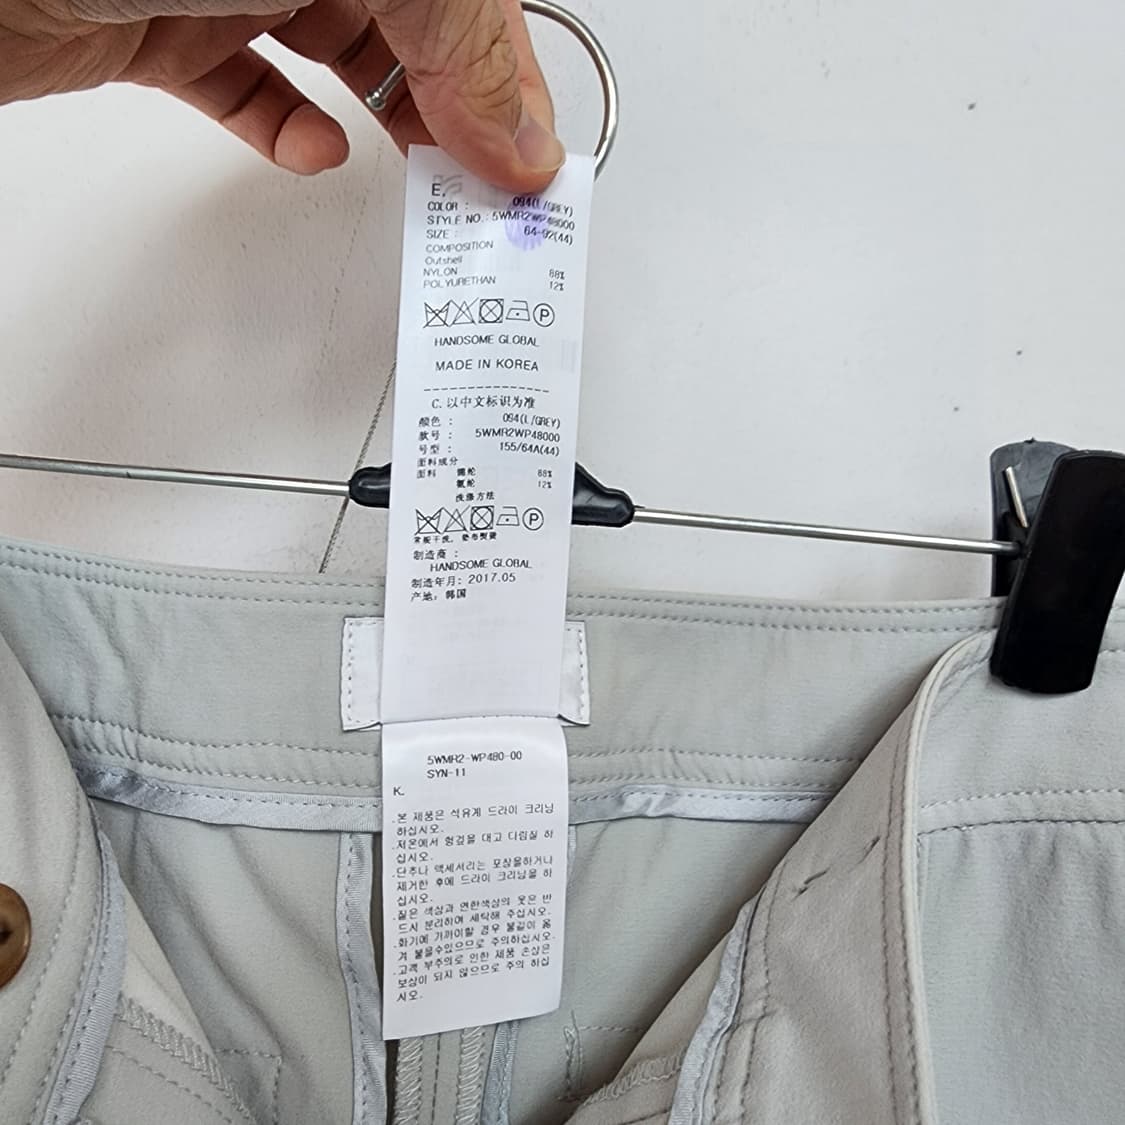 E.
COLOR : 094(L/GREY)
STYLE NO. : 5WMR2WP48000
SIZE : 64-92(44)
COMPOSITION
Outshell
NYLON 88%
POLYURETHAN 12%
P
HANDSOME GLOBAL
MADE IN KOREA
C. 以中文标识为准
颜色 : 094(L/GREY)
款号 : 5WMR2WP48000
号型 : 155/64A(44)
面料成分
面料 锦纶 88%
氨纶 12%
洗涤方法
P
常规干洗, 垫布熨烫
制造商 :
HANDSOME GLOBAL
制造年月: 2017.05
产地: 韩国
5WMR2-WP480-00
SYN-11
K.
.본 제품은 석유계 드라이 크리닝
하십시오.
.저온에서 헝겊을 대고 다림질 하
십시오.
.단추나 액세서리는 포장을하거나
제거한 후에 드라이 크리닝을 하
십시오.
.짙은 색상과 연한색상의 옷은 반
드시 분리하여 세탁해 주십시오.
.화기에 가까이할 경우 불길이 옮
겨 붙을수있으므로 주의하십시오.
.고객 부주의로 인한 제품 손상은
보상이 되지 않으므로 주의 하십
시오.